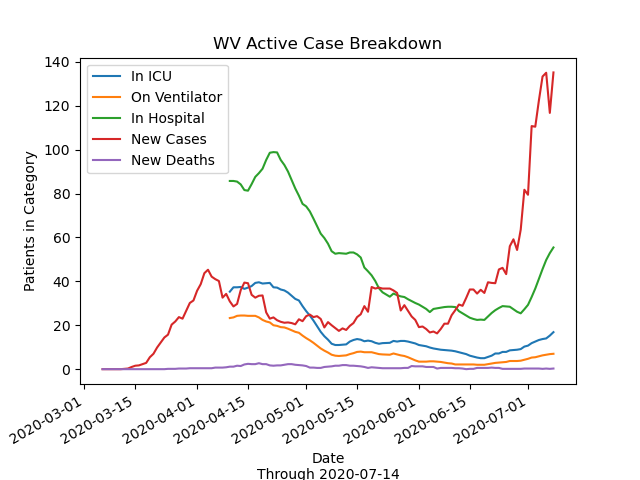 WV Active Case Breakdown
140
120
100
80
60
40
20
0
Patients in Category
In ICU
On Ventilator
In Hospital
New Cases
New Deaths
2020-03-01
2020-03-15
2020-04-01
2020-04-15
2020-05-01
2020-05-15
2020-06-01
2020-06-15
2020-07-01
Date
Through 2020-07-14